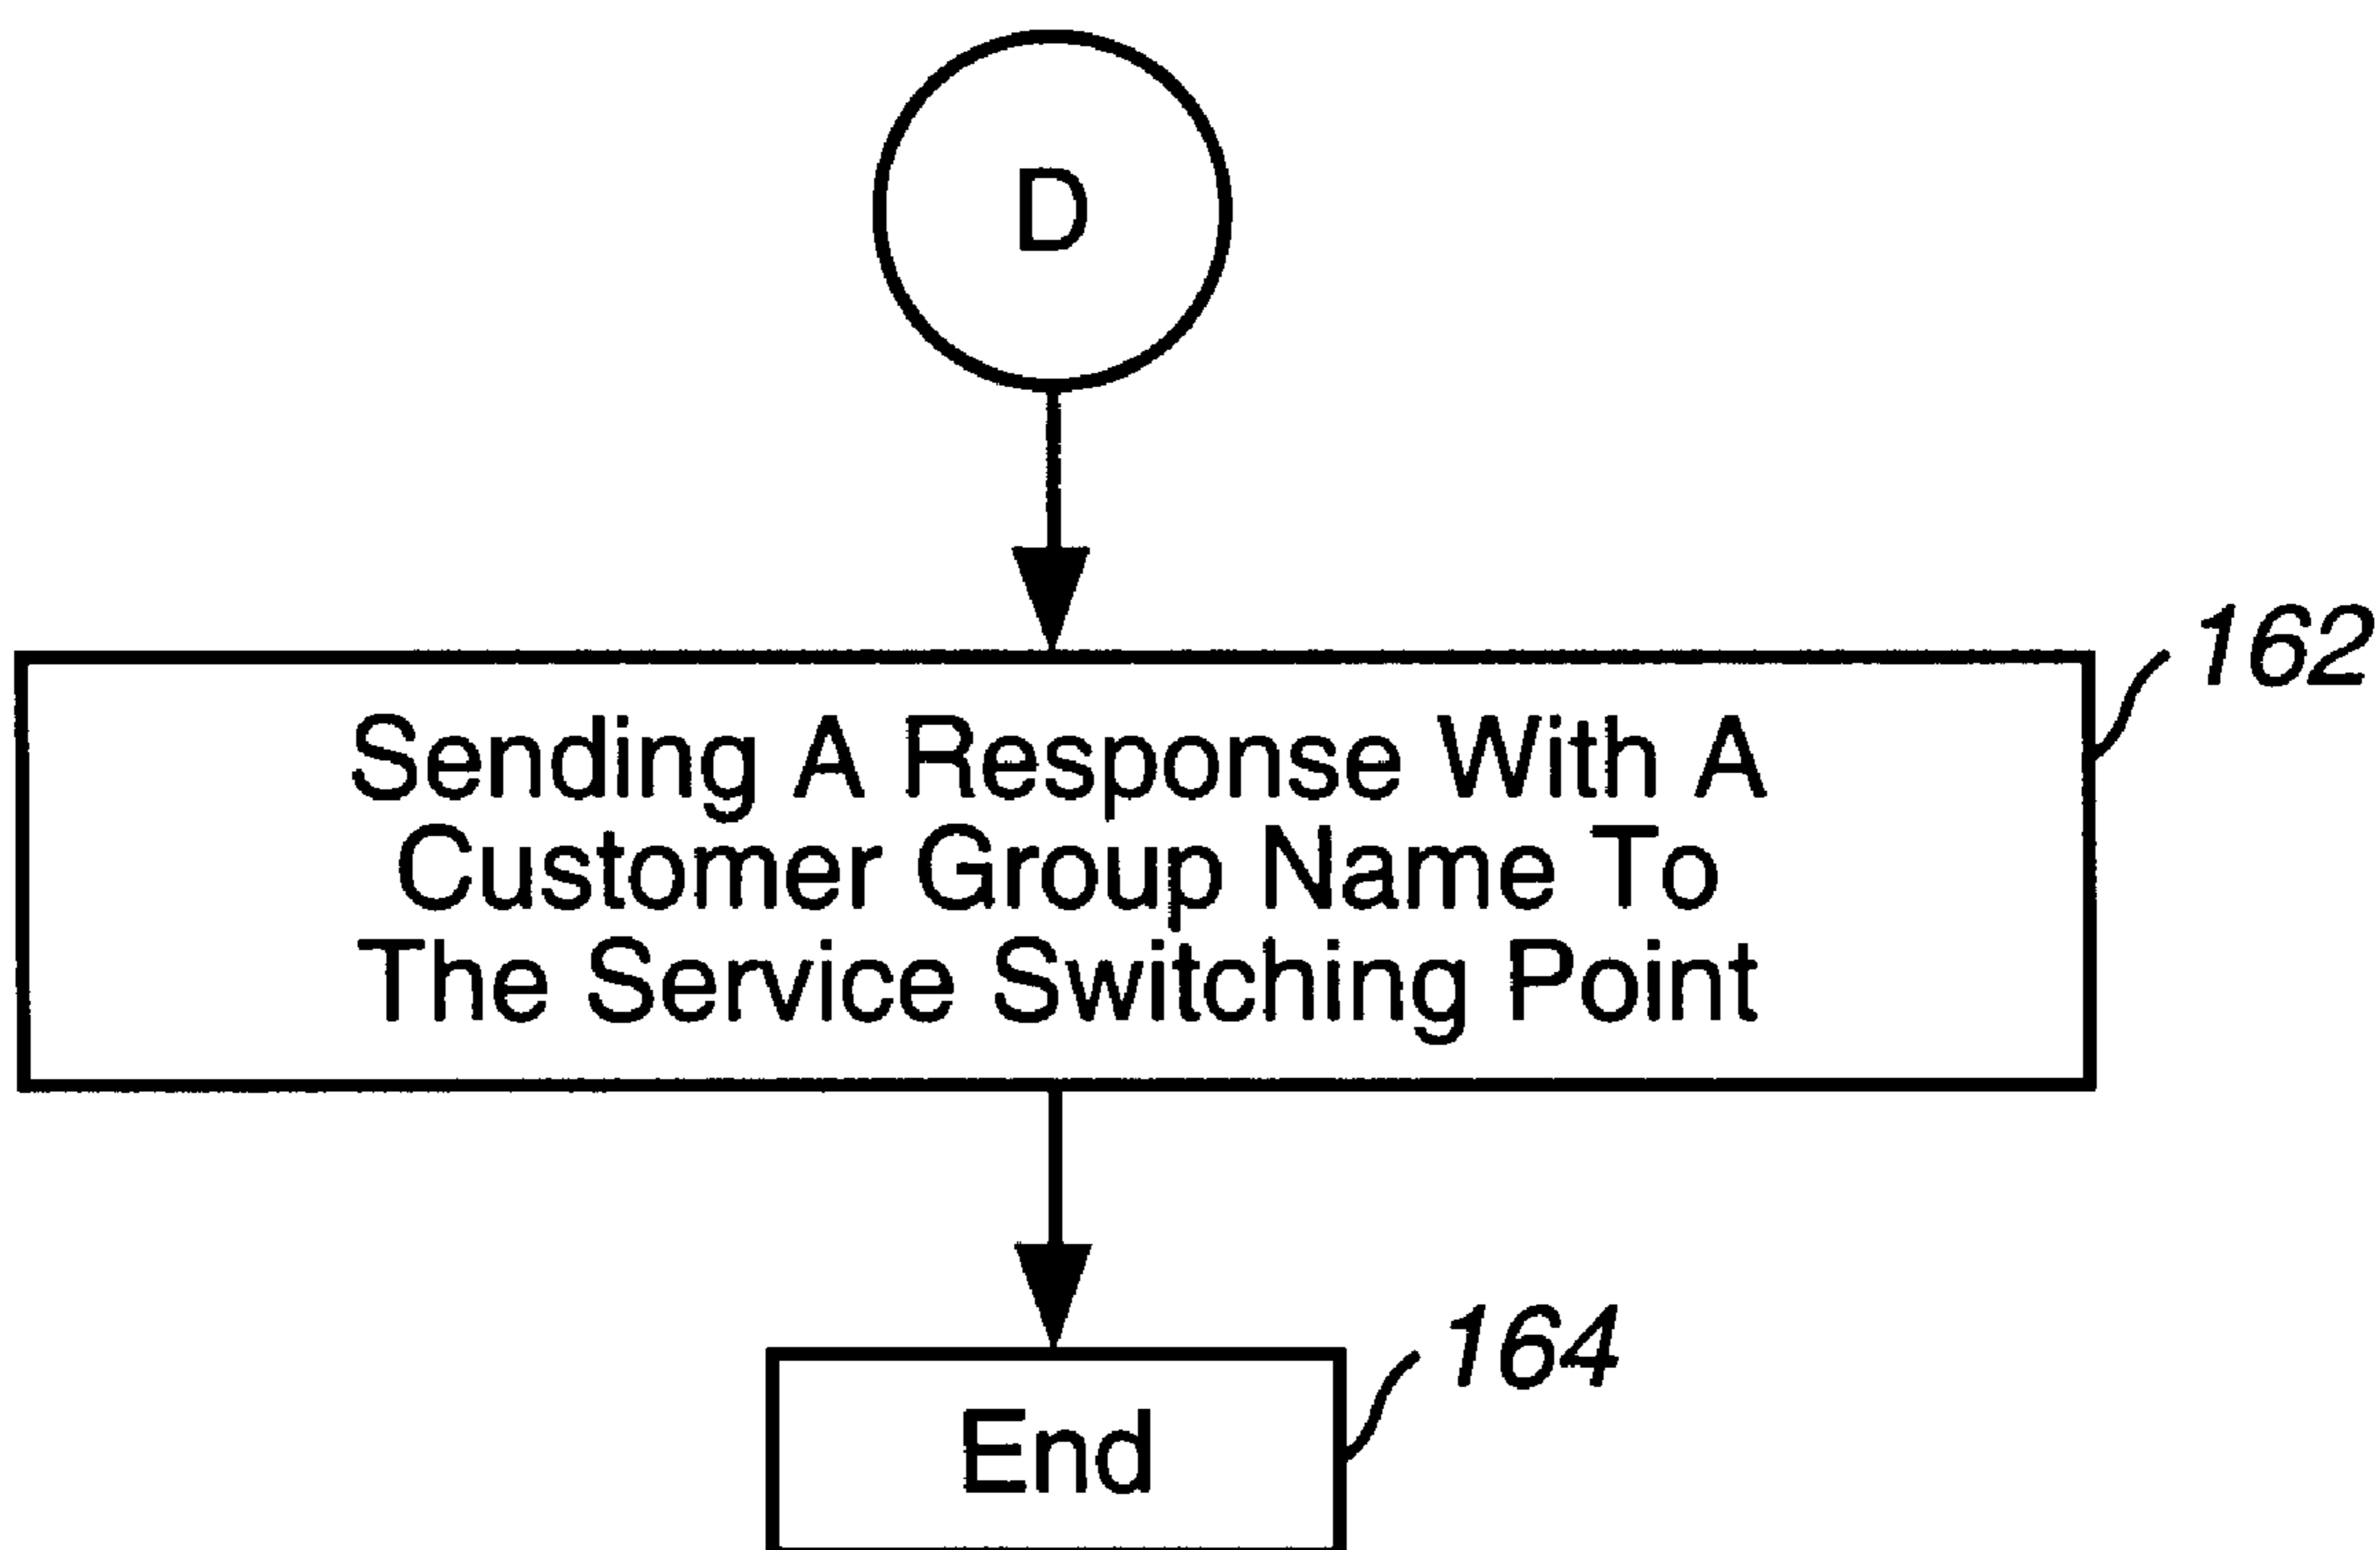 D
162
Sending A Response With A
Customer Group Name To
The Service Switching Point
164
End